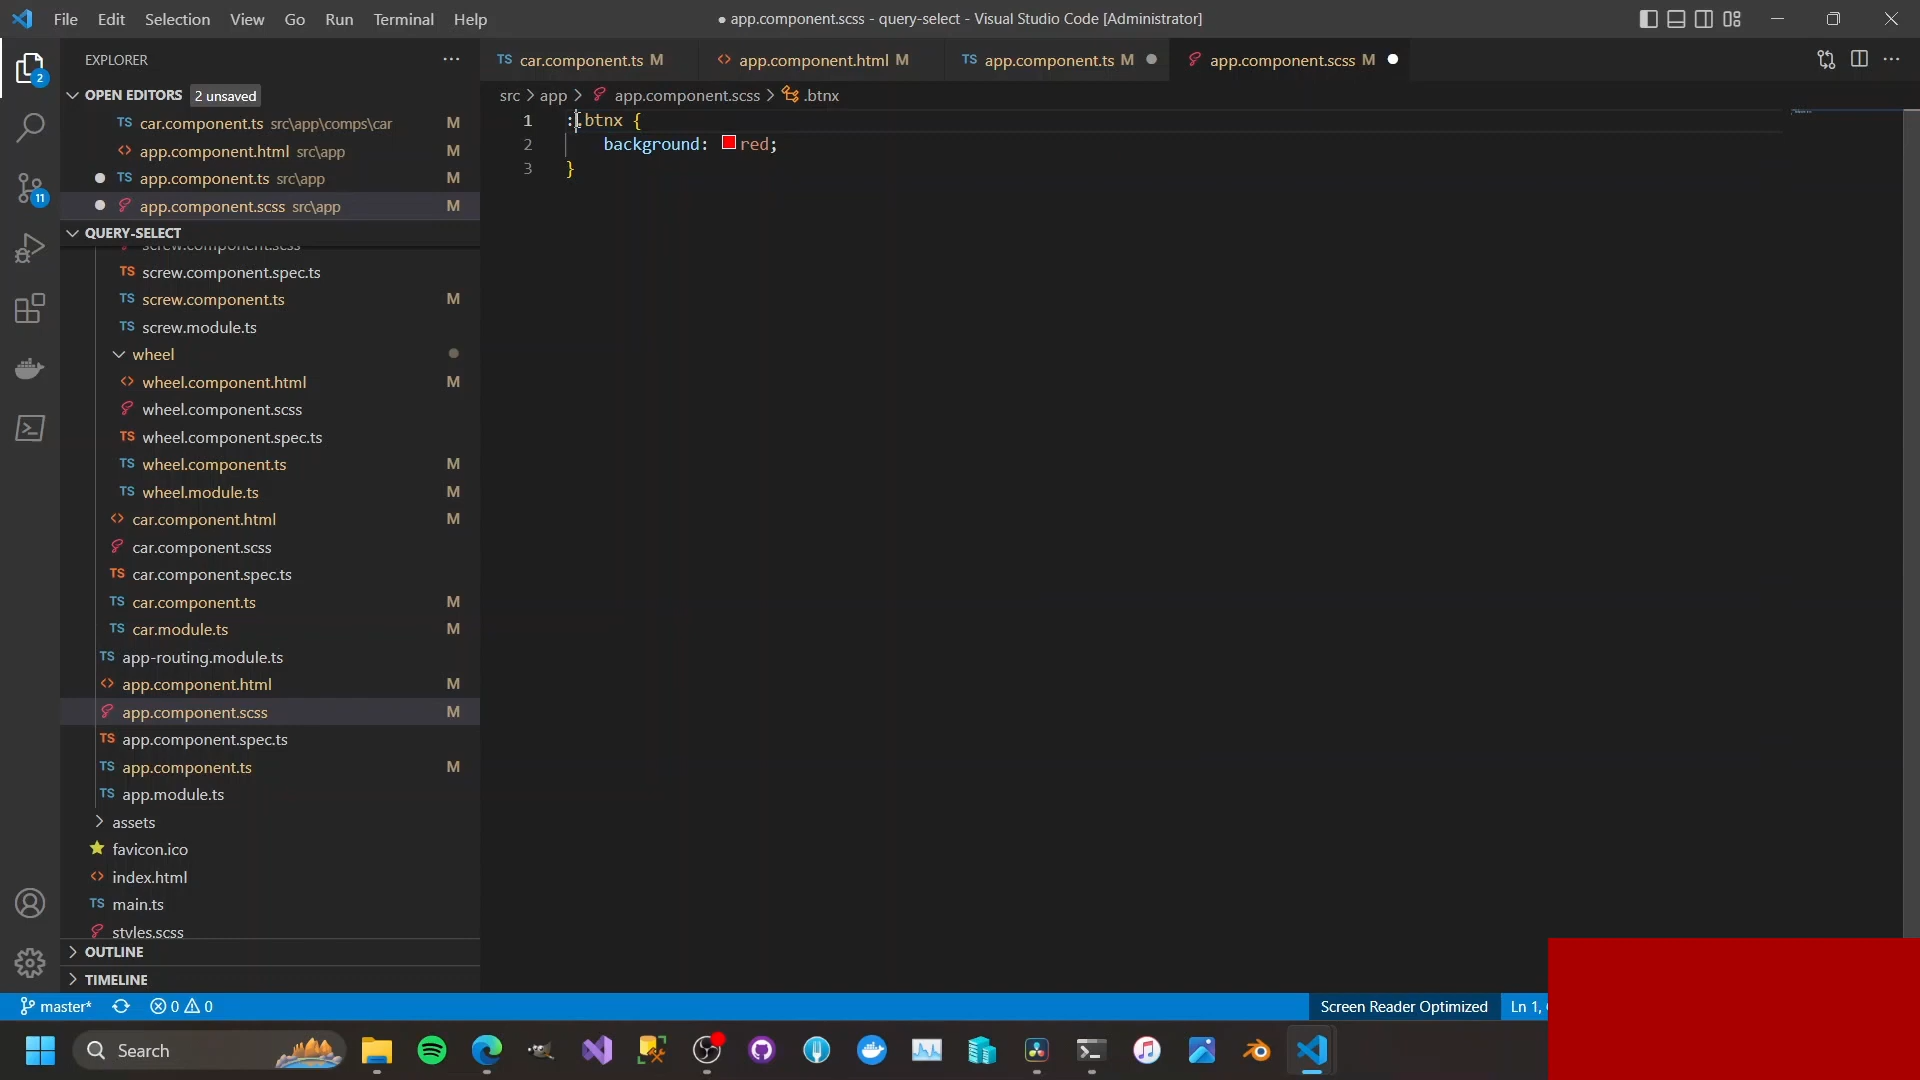 File Edit Selection View Go Run Terminal Help
● app.component.scss - query-select - Visual Studio Code [Administrator]
EXPLORER
OPEN EDITORS 2 unsaved
TS car.component.ts src\app\comps\car M
<> app.component.html src\app M
TS app.component.ts src\app M
app.component.scss src\app M
QUERY-SELECT
screw.component.scss
TS screw.component.spec.ts
TS screw.component.ts M
TS screw.module.ts
wheel
<> wheel.component.html M
wheel.component.scss
TS wheel.component.spec.ts
TS wheel.component.ts M
TS wheel.module.ts M
<> car.component.html M
car.component.scss
TS car.component.spec.ts
TS car.component.ts M
TS car.module.ts M
TS app-routing.module.ts
<> app.component.html M
app.component.scss M
TS app.component.spec.ts
TS app.component.ts M
TS app.module.ts
assets
favicon.ico
<> index.html
TS main.ts
styles.scss
OUTLINE
TIMELINE
2
11
TS car.component.ts M <> app.component.html M TS app.component.ts M app.component.scss M
src > app > app.component.scss > .btnx
1 :.btnx {
2 background: red;
3 }
master* 0 0
Screen Reader Optimized Ln 1,
Search